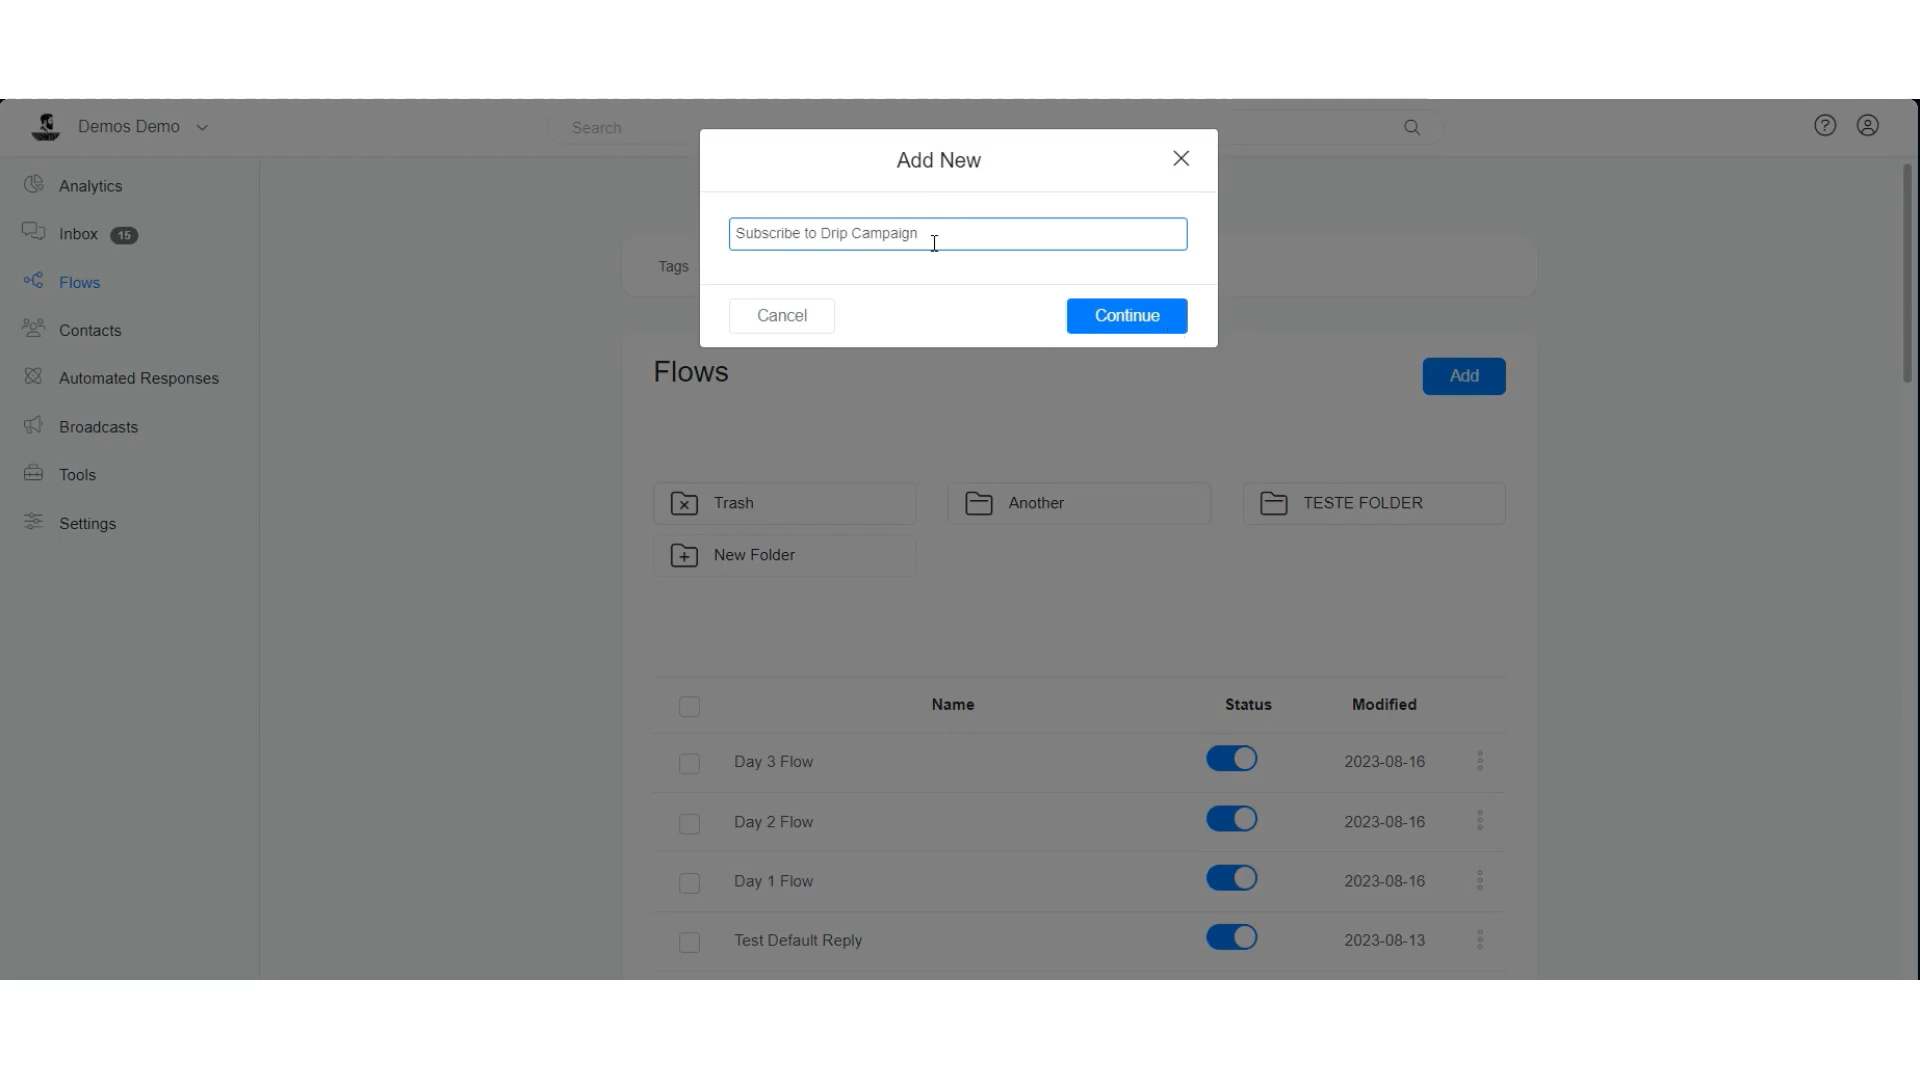 Demos Demo
Search
Add New
Analytics
Inbox 15
Subscribe to Drip Campaign
Tags
Flows
Cancel
Continue
Contacts
Flows
Add
Automated Responses
Broadcasts
Tools
Trash
Another
TESTE FOLDER
Settings
New Folder
Name Status Modified
Day 3 Flow 2023-08-16
Day 2 Flow 2023-08-16
Day 1 Flow 2023-08-16
Test Default Reply 2023-08-13